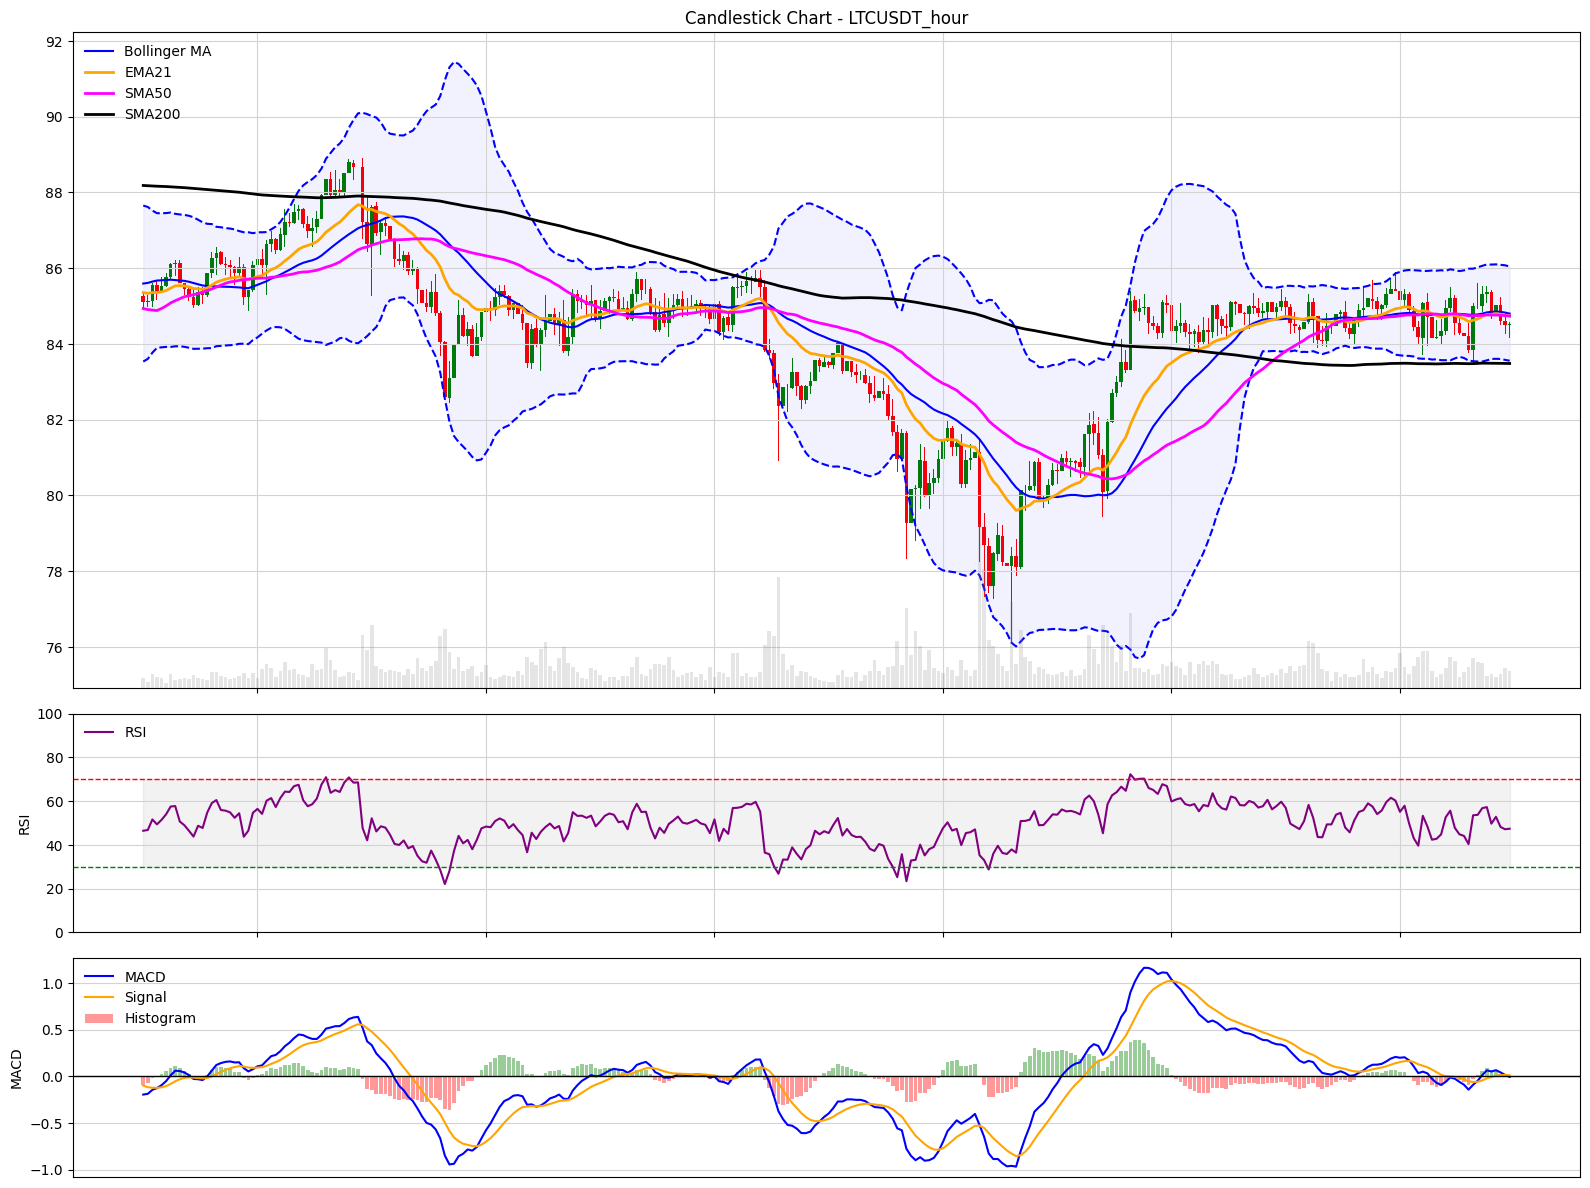 Candlestick Chart - LTCUSDT_hour
92
90
88
86
84
82
80
78
76
Bollinger MA
EMA21
SMA50
SMA200
100
80
60
40
20
0
RSI
RSI
1.0
0.5
0.0
−0.5
−1.0
MACD
MACD
Signal
Histogram